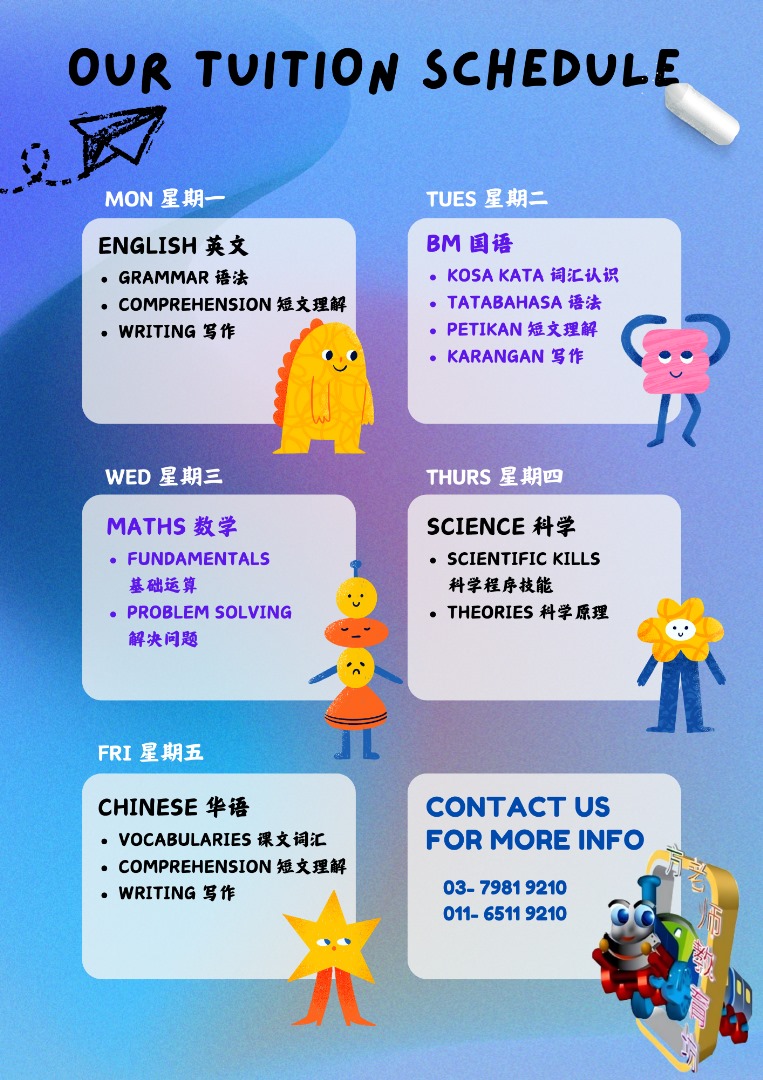 OUR TUITION SCHEDULE
MON 星期一
ENGLISH 英文
GRAMMAR 语法
COMPREHENSION 短文理解
WRITING 写作
TUES 星期二
BM 国语
KOSA KATA 词汇认识
TATABAHASA 语法
PETIKAN 短文理解
KARANGAN 写作
WED 星期三
MATHS 数学
FUNDAMENTALS
基础运算
PROBLEM SOLVING
解决问题
THURS 星期四
SCIENCE 科学
SCIENTIFIC KILLS
科学程序技能
THEORIES 科学原理
FRI 星期五
CHINESE 华语
VOCABULARIES 课文词汇
COMPREHENSION 短文理解
WRITING 写作
CONTACT US
FOR MORE INFO
03- 7981 9210
011- 6511 9210
老师教育坊